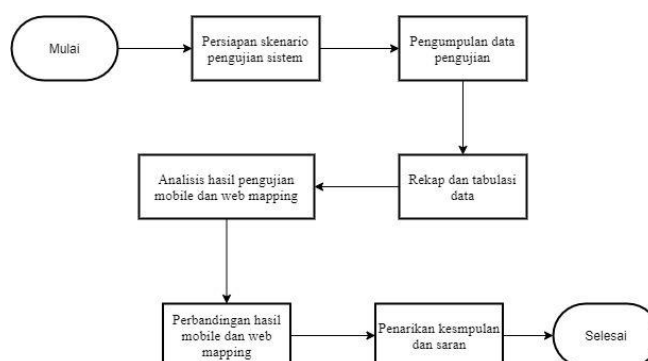 Mulai
Persiapan skenario
pengujian sistem
Pengumpulan data
pengujian
Rekap dan tabulasi
data
Analisis hasil pengujian
mobile dan web mapping
Perbandingan hasil
mobile dan web
mapping
Penarikan kesmpulan
dan saran
Selesai